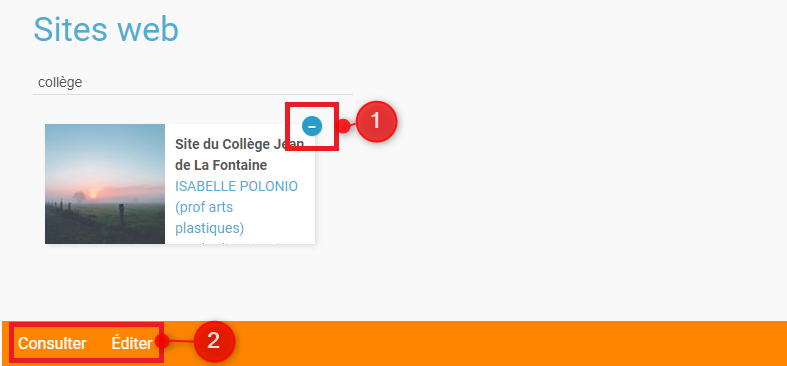 Sites web
collège
1
Site du Collège Jean
de La Fontaine
ISABELLE POLONIO
(prof arts
plastiques)
Consulter Éditer 2